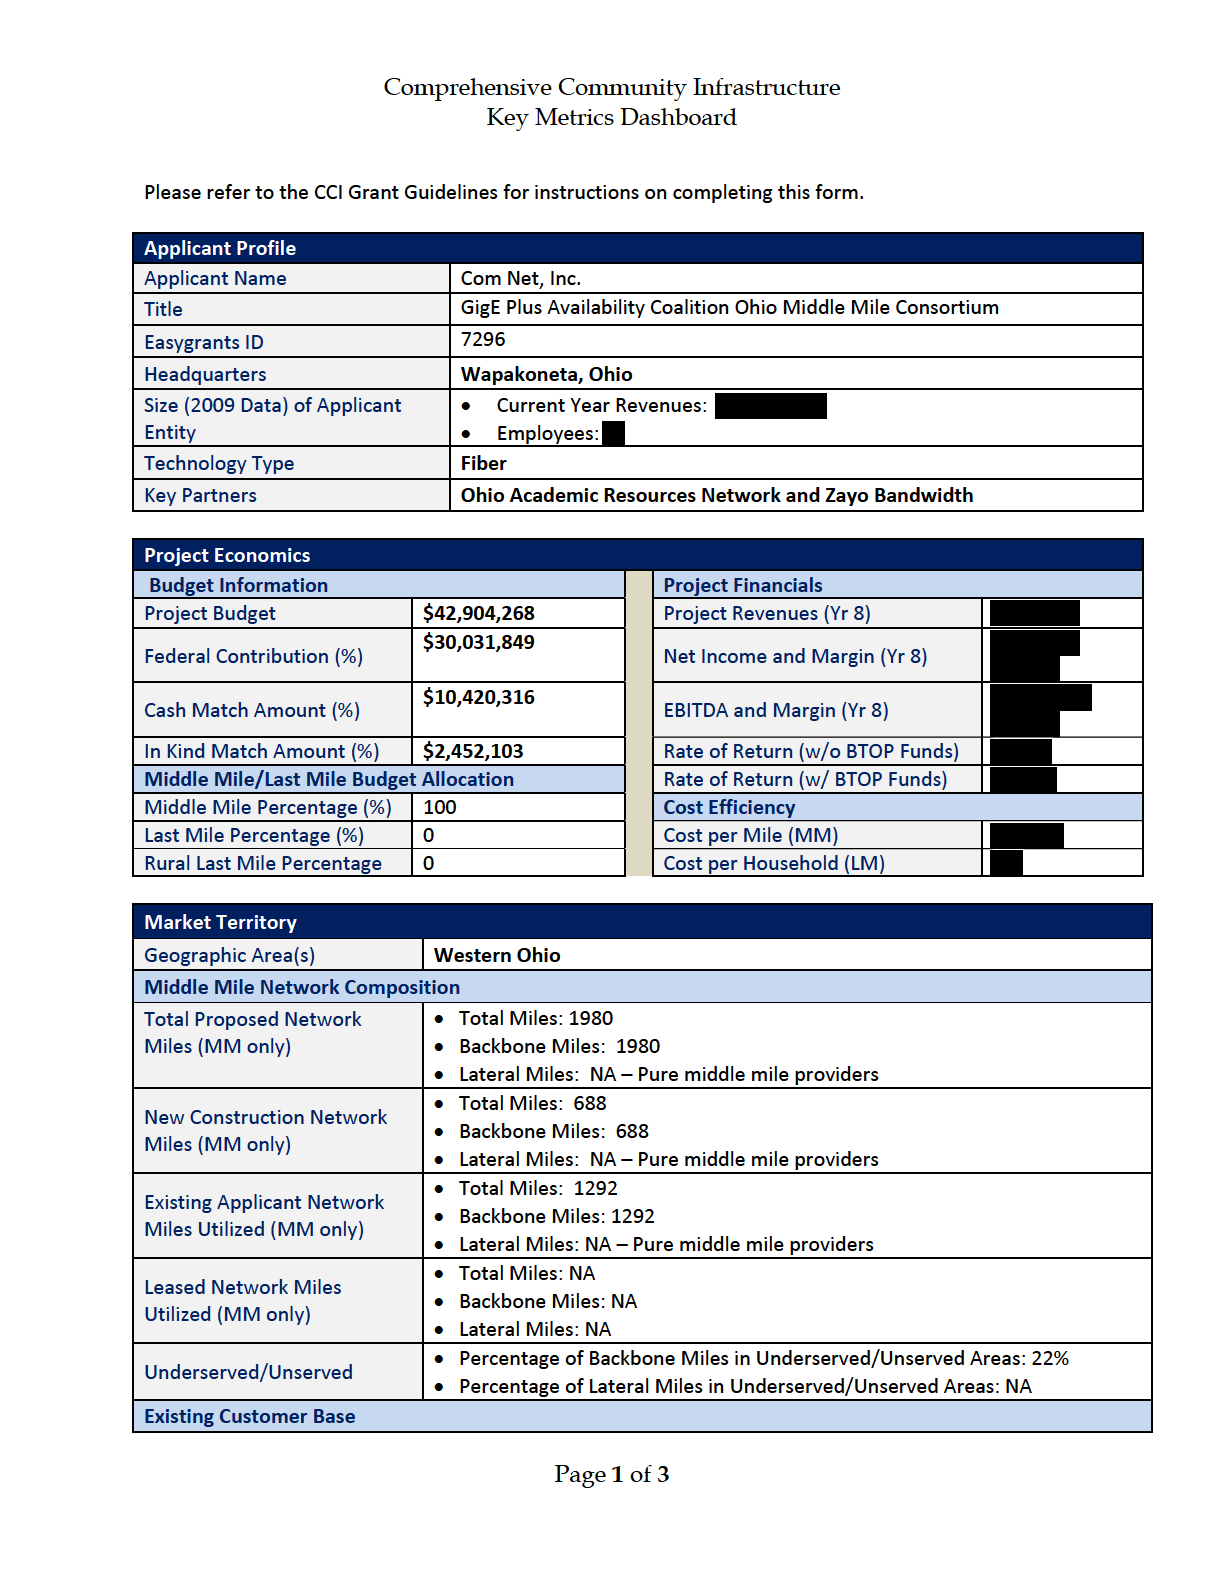 Comprehensive Community Infrastructure
Key Metrics Dashboard
Please refer to the CCI Grant Guidelines for instructions on completing this form.
Applicant Profile
Applicant Name Com Net, Inc.
Title GigE Plus Availability Coalition Ohio Middle Mile Consortium
Easygrants ID 7296
Headquarters Wapakoneta, Ohio
Size (2009 Data) of Applicant
Entity
• Current Year Revenues:
• Employees:
Technology Type Fiber
Key Partners Ohio Academic Resources Network and Zayo Bandwidth
Project Economics
Budget Information Project Financials
Project Budget $42,904,268 Project Revenues (Yr 8)
Federal Contribution (%) $30,031,849 Net Income and Margin (Yr 8)
Cash Match Amount (%) $10,420,316 EBITDA and Margin (Yr 8)
In Kind Match Amount (%) $2,452,103 Rate of Return (w/o BTOP Funds)
Middle Mile/Last Mile Budget Allocation Rate of Return (w/ BTOP Funds)
Middle Mile Percentage (%) 100 Cost Efficiency
Last Mile Percentage (%) 0 Cost per Mile (MM)
Rural Last Mile Percentage 0 Cost per Household (LM)
Market Territory
Geographic Area(s) Western Ohio
Middle Mile Network Composition
Total Proposed Network
Miles (MM only)
• Total Miles: 1980
• Backbone Miles: 1980
• Lateral Miles: NA – Pure middle mile providers
New Construction Network
Miles (MM only)
• Total Miles: 688
• Backbone Miles: 688
• Lateral Miles: NA – Pure middle mile providers
Existing Applicant Network
Miles Utilized (MM only)
• Total Miles: 1292
• Backbone Miles: 1292
• Lateral Miles: NA – Pure middle mile providers
Leased Network Miles
Utilized (MM only)
• Total Miles: NA
• Backbone Miles: NA
• Lateral Miles: NA
Underserved/Unserved
• Percentage of Backbone Miles in Underserved/Unserved Areas: 22%
• Percentage of Lateral Miles in Underserved/Unserved Areas: NA
Existing Customer Base
Page 1 of 3